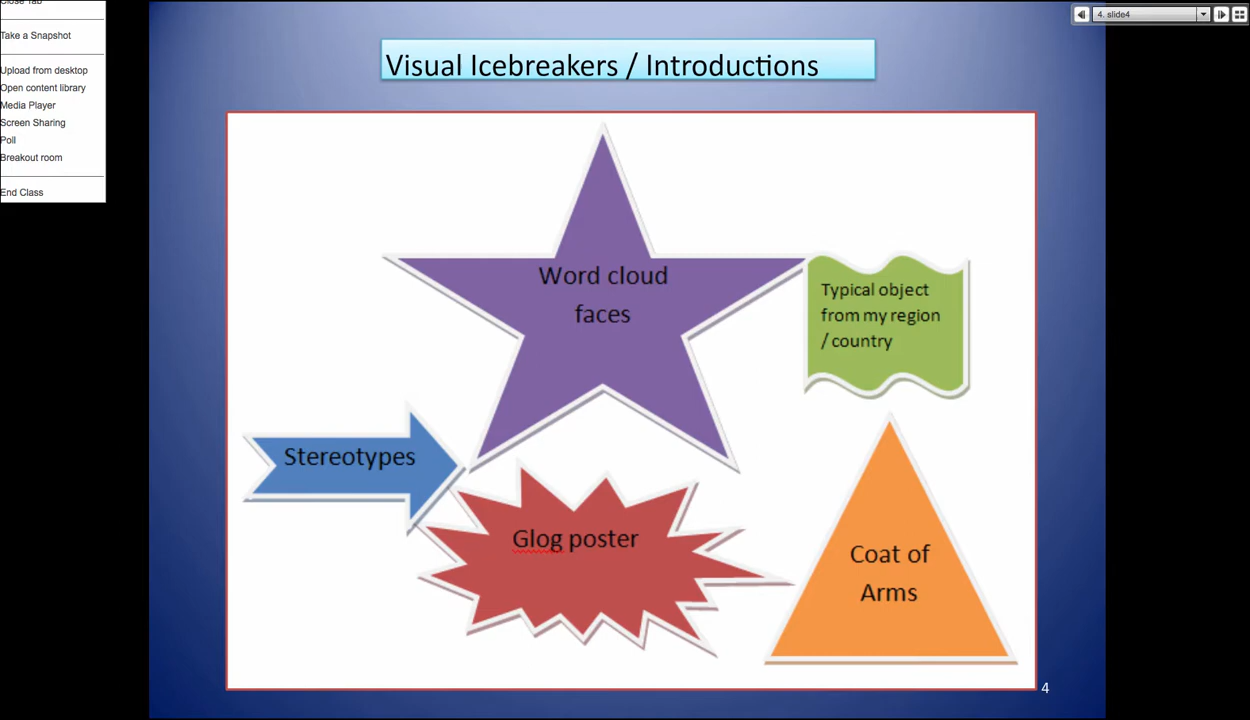 Close Tab
Take a Snapshot
Upload from desktop
Open content library
Media Player
Screen Sharing
Poll
Breakout room
End Class
4. slide4
Visual Icebreakers / Introductions
Word cloud
faces
Typical object
from my region
/ country
Stereotypes
Glog poster
Coat of
Arms
4